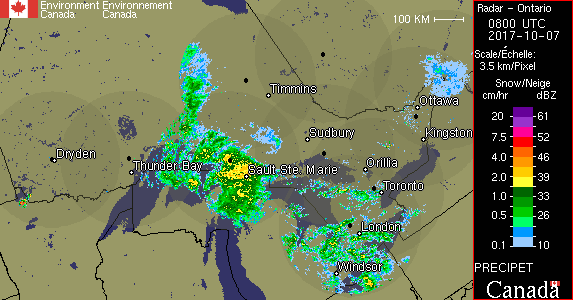 Environment Environnement
Canada Canada
100 KM
Timmins
Ottawa
Sudbury
Kingston
Dryden
Thunder Bay
Sault Ste. Marie
Orillia
Toronto
London
Windsor
Radar - Ontario
0800 UTC
2017-10-07
Scale/Échelle:
3.5 km/Pixel
Snow/Neige
cm/hr dBZ
20 61
7.5 52
4.0 46
2.0 39
1.0 33
0.5 26
0.1 10
PRECIPET
Canada